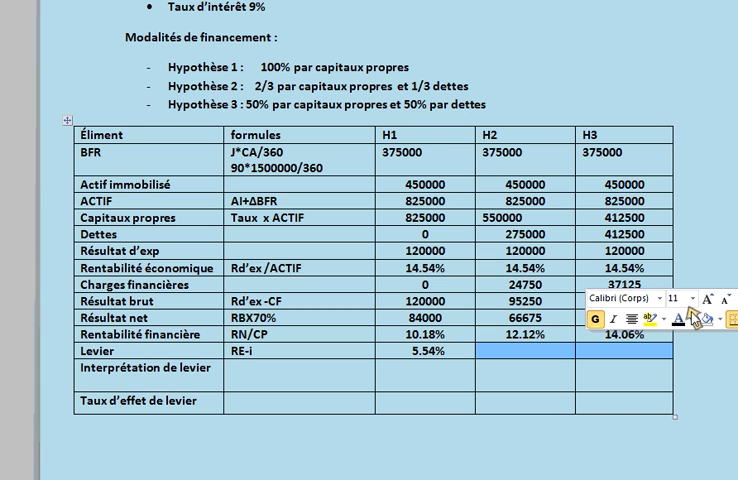 • Taux d'intérêt 9%
Modalités de financement :
- Hypothèse 1 : 100% par capitaux propres
- Hypothèse 2 : 2/3 par capitaux propres et 1/3 dettes
- Hypothèse 3 : 50% par capitaux propres et 50% par dettes
Éliment formules H1 H2 H3
BFR J*CA/360 375000 375000 375000
90*1500000/360
Actif immobilisé 450000 450000 450000
ACTIF AI+ΔBFR 825000 825000 825000
Capitaux propres Taux x ACTIF 825000 550000 412500
Dettes 0 275000 412500
Résultat d'exp 120000 120000 120000
Rentabilité économique Rd'ex /ACTIF 14.54% 14.54% 14.54%
Charges financières 0 24750 37125
Calibri (Corps) 11 A A
Résultat brut Rd'ex -CF 120000 95250
G I ab A
Résultat net RBX70% 84000 66675
Rentabilité financière RN/CP 10.18% 12.12% 14.06%
Levier RE-i 5.54%
Interprétation de levier
Taux d'effet de levier